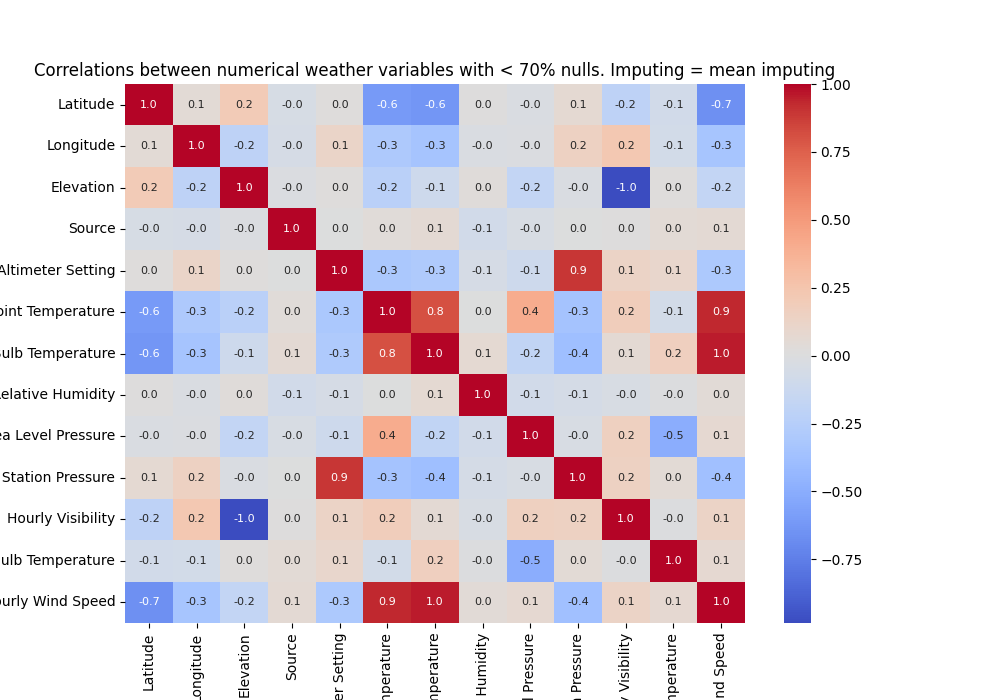 Correlations between numerical weather variables with < 70% nulls. Imputing = mean imputing
1.00
Latitude 1.0 0.1 0.2 -0.0 0.0 -0.6 -0.6 0.0 -0.0 0.1 -0.2 -0.1 -0.7
Longitude 0.1 1.0 -0.2 -0.0 0.1 -0.3 -0.3 -0.0 -0.0 0.2 0.2 -0.1 -0.3
0.75
Elevation 0.2 -0.2 1.0 -0.0 0.0 -0.2 -0.1 0.0 -0.2 -0.0 -1.0 0.0 -0.2
0.50
Source -0.0 -0.0 -0.0 1.0 0.0 0.0 0.1 -0.1 -0.0 0.0 0.0 0.0 0.1
Altimeter Setting 0.0 0.1 0.0 0.0 1.0 -0.3 -0.3 -0.1 -0.1 0.9 0.1 0.1 -0.3
0.25
oint Temperature -0.6 -0.3 -0.2 0.0 -0.3 1.0 0.8 0.0 0.4 -0.3 0.2 -0.1 0.9
0.00
ulb Temperature -0.6 -0.3 -0.1 0.1 -0.3 0.8 1.0 0.1 -0.2 -0.4 0.1 0.2 1.0
elative Humidity 0.0 -0.0 0.0 -0.1 -0.1 0.0 0.1 1.0 -0.1 -0.1 -0.0 -0.0 0.0
−0.25
ea Level Pressure -0.0 -0.0 -0.2 -0.0 -0.1 0.4 -0.2 -0.1 1.0 -0.0 0.2 -0.5 0.1
Station Pressure 0.1 0.2 -0.0 0.0 0.9 -0.3 -0.4 -0.1 -0.0 1.0 0.2 0.0 -0.4
−0.50
Hourly Visibility -0.2 0.2 -1.0 0.0 0.1 0.2 0.1 -0.0 0.2 0.2 1.0 -0.0 0.1
−0.75
ulb Temperature -0.1 -0.1 0.0 0.0 0.1 -0.1 0.2 -0.0 -0.5 0.0 -0.0 1.0 0.1
urly Wind Speed -0.7 -0.3 -0.2 0.1 -0.3 0.9 1.0 0.0 0.1 -0.4 0.1 0.1 1.0
Latitude
ongitude
Elevation
Source
er Setting
mperature
mperature
Humidity
l Pressure
n Pressure
y Visibility
mperature
nd Speed